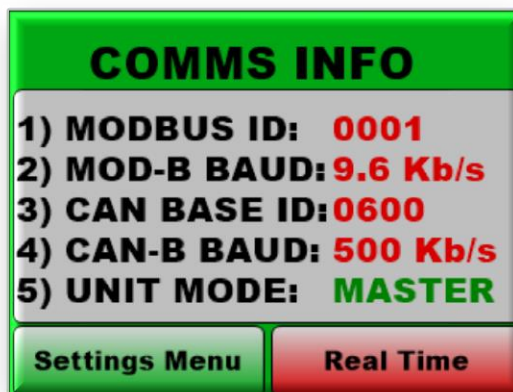 COMMS INFO
1) MODBUS ID: 0001
2) MOD-B BAUD: 9.6 Kb/s
3) CAN BASE ID: 0600
4) CAN-B BAUD: 500 Kb/s
5) UNIT MODE: MASTER
Settings Menu Real Time